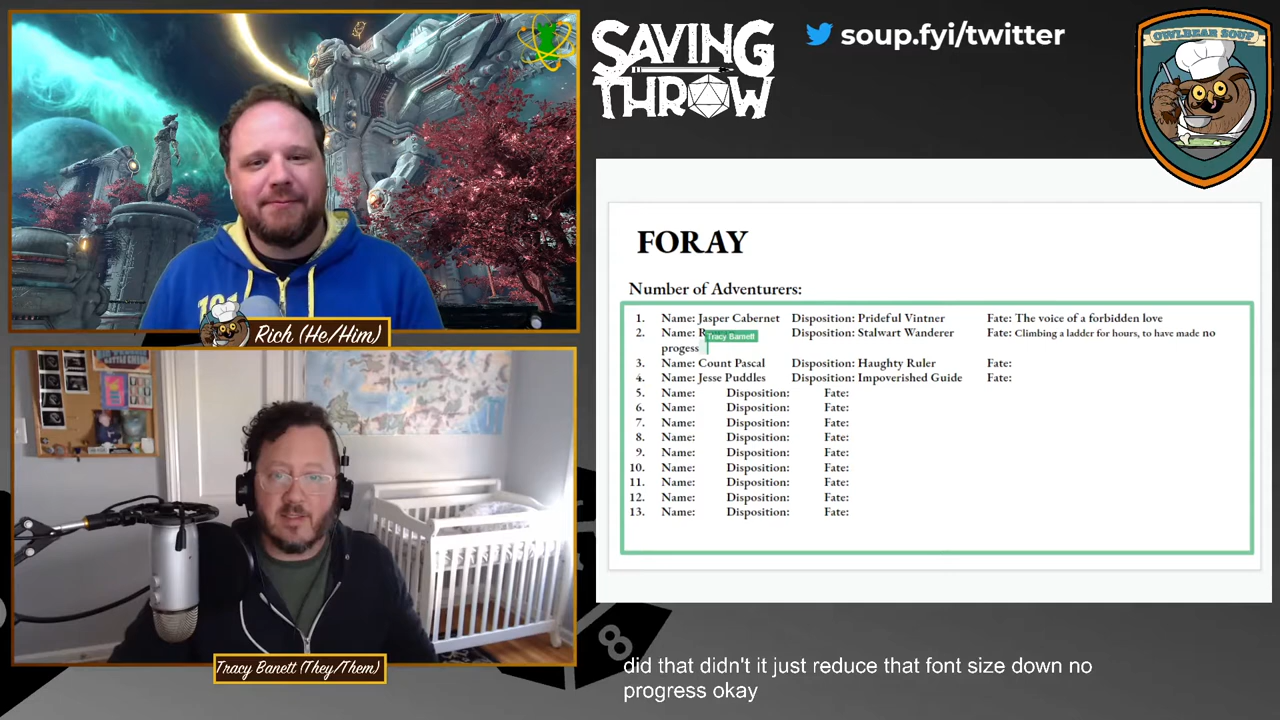 SAVING
THROW
soup.fyi/twitter
OWLBEAR SOUP
Rich (He/Him)
Tracy Banett (They/Them)
FORAY
Number of Adventurers:
1. Name: Jasper Cabernet Disposition: Prideful Vintner Fate: The voice of a forbidden love
2. Name: Disposition: Stalwart Wanderer Fate: Climbing a ladder for hours, to have made no
Tracy Barnett
progess
3. Name: Count Pascal Disposition: Haughty Ruler Fate:
4. Name: Jesse Puddles Disposition: Impoverished Guide Fate:
5. Name: Disposition: Fate:
6. Name: Disposition: Fate:
7. Name: Disposition: Fate:
8. Name: Disposition: Fate:
9. Name: Disposition: Fate:
10. Name: Disposition: Fate:
11. Name: Disposition: Fate:
12. Name: Disposition: Fate:
13. Name: Disposition: Fate:
8
did that didn't it just reduce that font size down no
progress okay